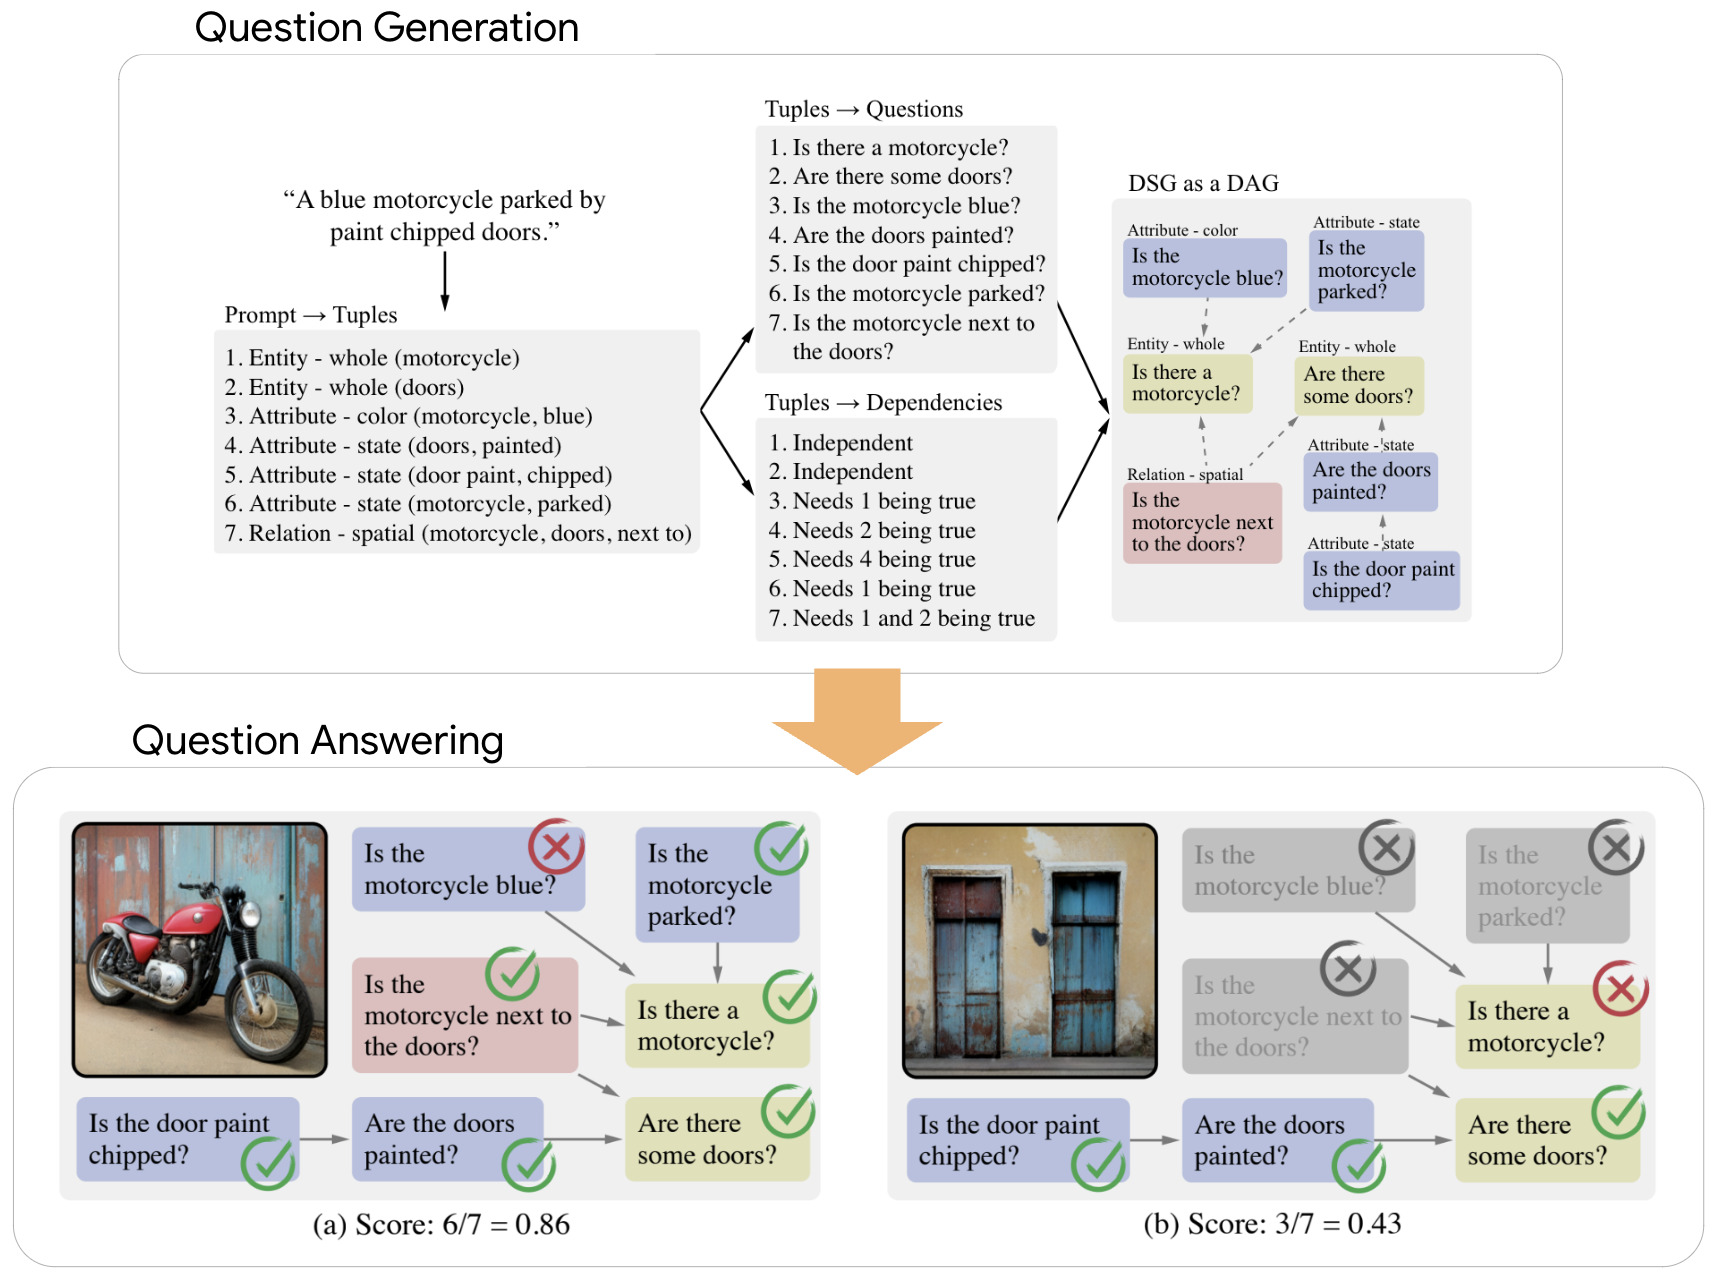 Question Generation
“A blue motorcycle parked by
paint chipped doors.”
Prompt → Tuples
1. Entity - whole (motorcycle)
2. Entity - whole (doors)
3. Attribute - color (motorcycle, blue)
4. Attribute - state (doors, painted)
5. Attribute - state (door paint, chipped)
6. Attribute - state (motorcycle, parked)
7. Relation - spatial (motorcycle, doors, next to)
Tuples → Questions
1. Is there a motorcycle?
2. Are there some doors?
3. Is the motorcycle blue?
4. Are the doors painted?
5. Is the door paint chipped?
6. Is the motorcycle parked?
7. Is the motorcycle next to
the doors?
Tuples → Dependencies
1. Independent
2. Independent
3. Needs 1 being true
4. Needs 2 being true
5. Needs 4 being true
6. Needs 1 being true
7. Needs 1 and 2 being true
DSG as a DAG
Attribute - color
Is the
motorcycle blue?
Attribute - state
Is the
motorcycle
parked?
Entity - whole
Is there a
motorcycle?
Entity - whole
Are there
some doors?
Relation - spatial
Is the
motorcycle next
to the doors?
Attribute - state
Are the doors
painted?
Attribute - state
Is the door paint
chipped?
Question Answering
Is the
motorcycle blue?
Is the
motorcycle
parked?
Is the
motorcycle next to
the doors?
Is there a
motorcycle?
Is the door paint
chipped?
Are the doors
painted?
Are there
some doors?
(a) Score: 6/7 = 0.86
Is the
motorcycle blue?
Is the
motorcycle
parked?
Is the
motorcycle next to
the doors?
Is there a
motorcycle?
Is the door paint
chipped?
Are the doors
painted?
Are there
some doors?
(b) Score: 3/7 = 0.43